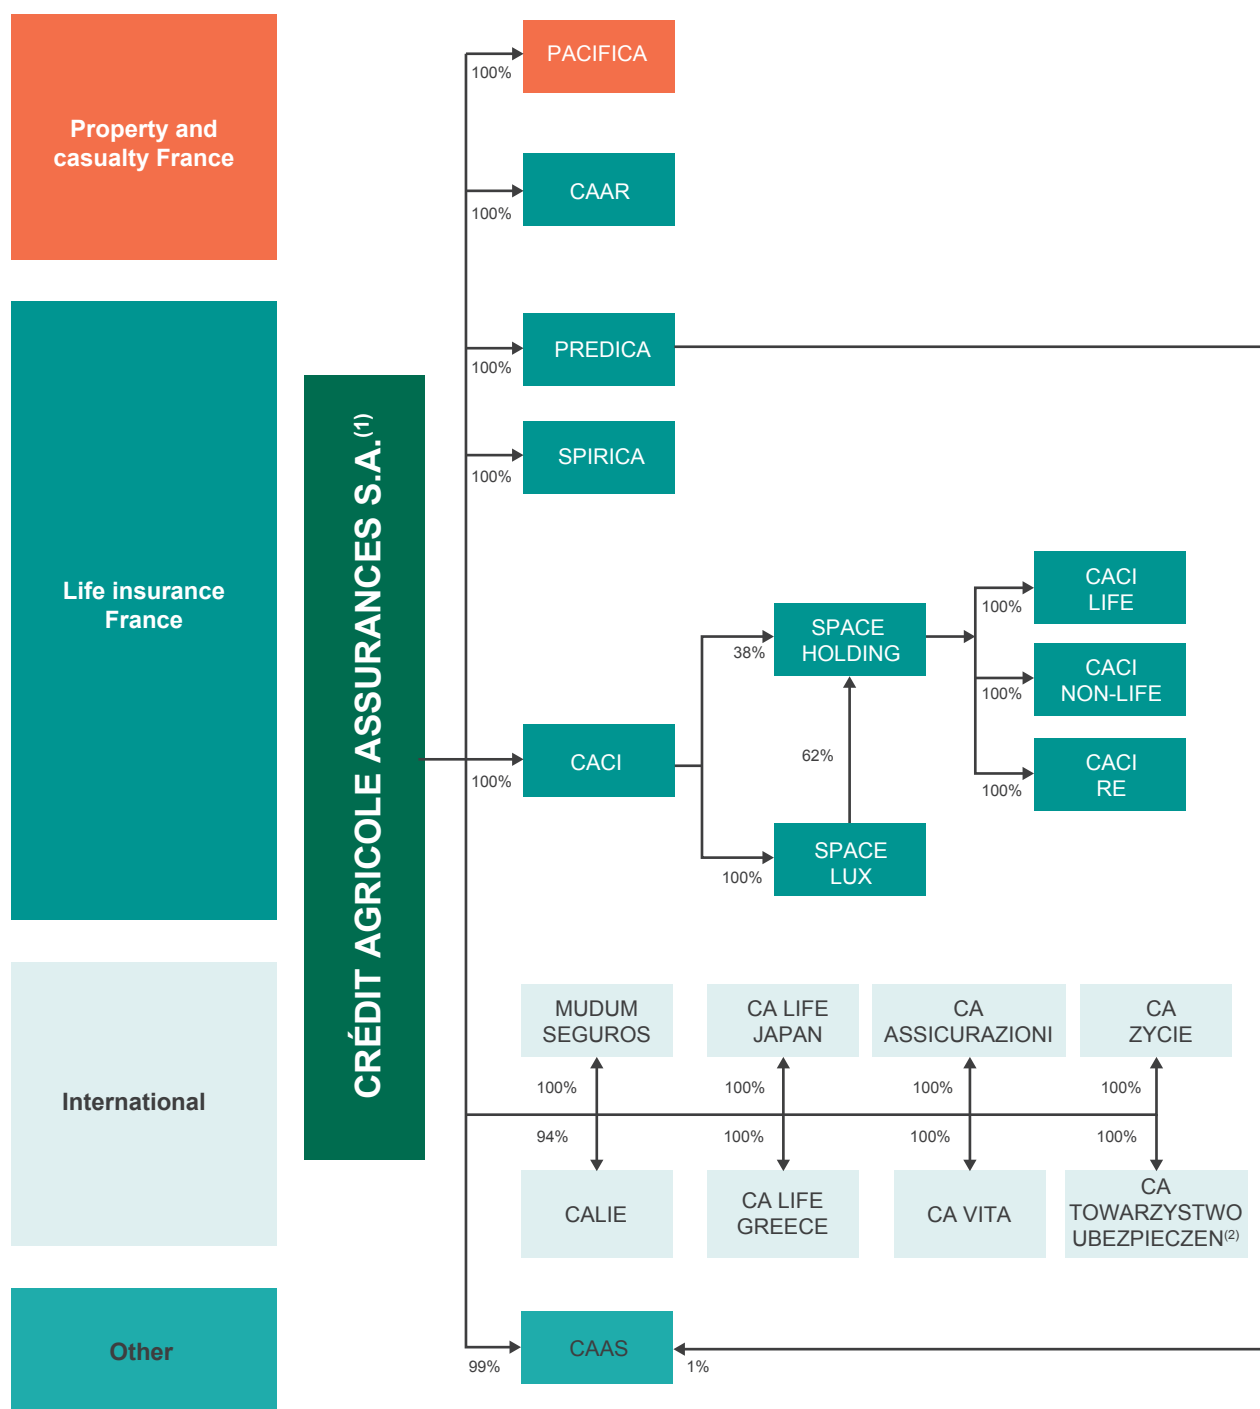 Property and
casualty France
Life insurance
France
International
Other
CRÉDIT AGRICOLE ASSURANCES S.A.(1)
100%
PACIFICA
100%
CAAR
100%
PREDICA
100%
SPIRICA
100%
CACI
38%
SPACE
HOLDING
62%
100%
SPACE
LUX
100%
CACI
LIFE
100%
CACI
NON-LIFE
100%
CACI
RE
MUDUM
SEGUROS
CA LIFE
JAPAN
CA
ASSICURAZIONI
CA
ZYCIE
100%
100%
100%
100%
94%
100%
100%
100%
CALIE
CA LIFE
GREECE
CA VITA
CA
TOWARZYSTWO
UBEZPIECZEN(2)
99%
CAAS
1%